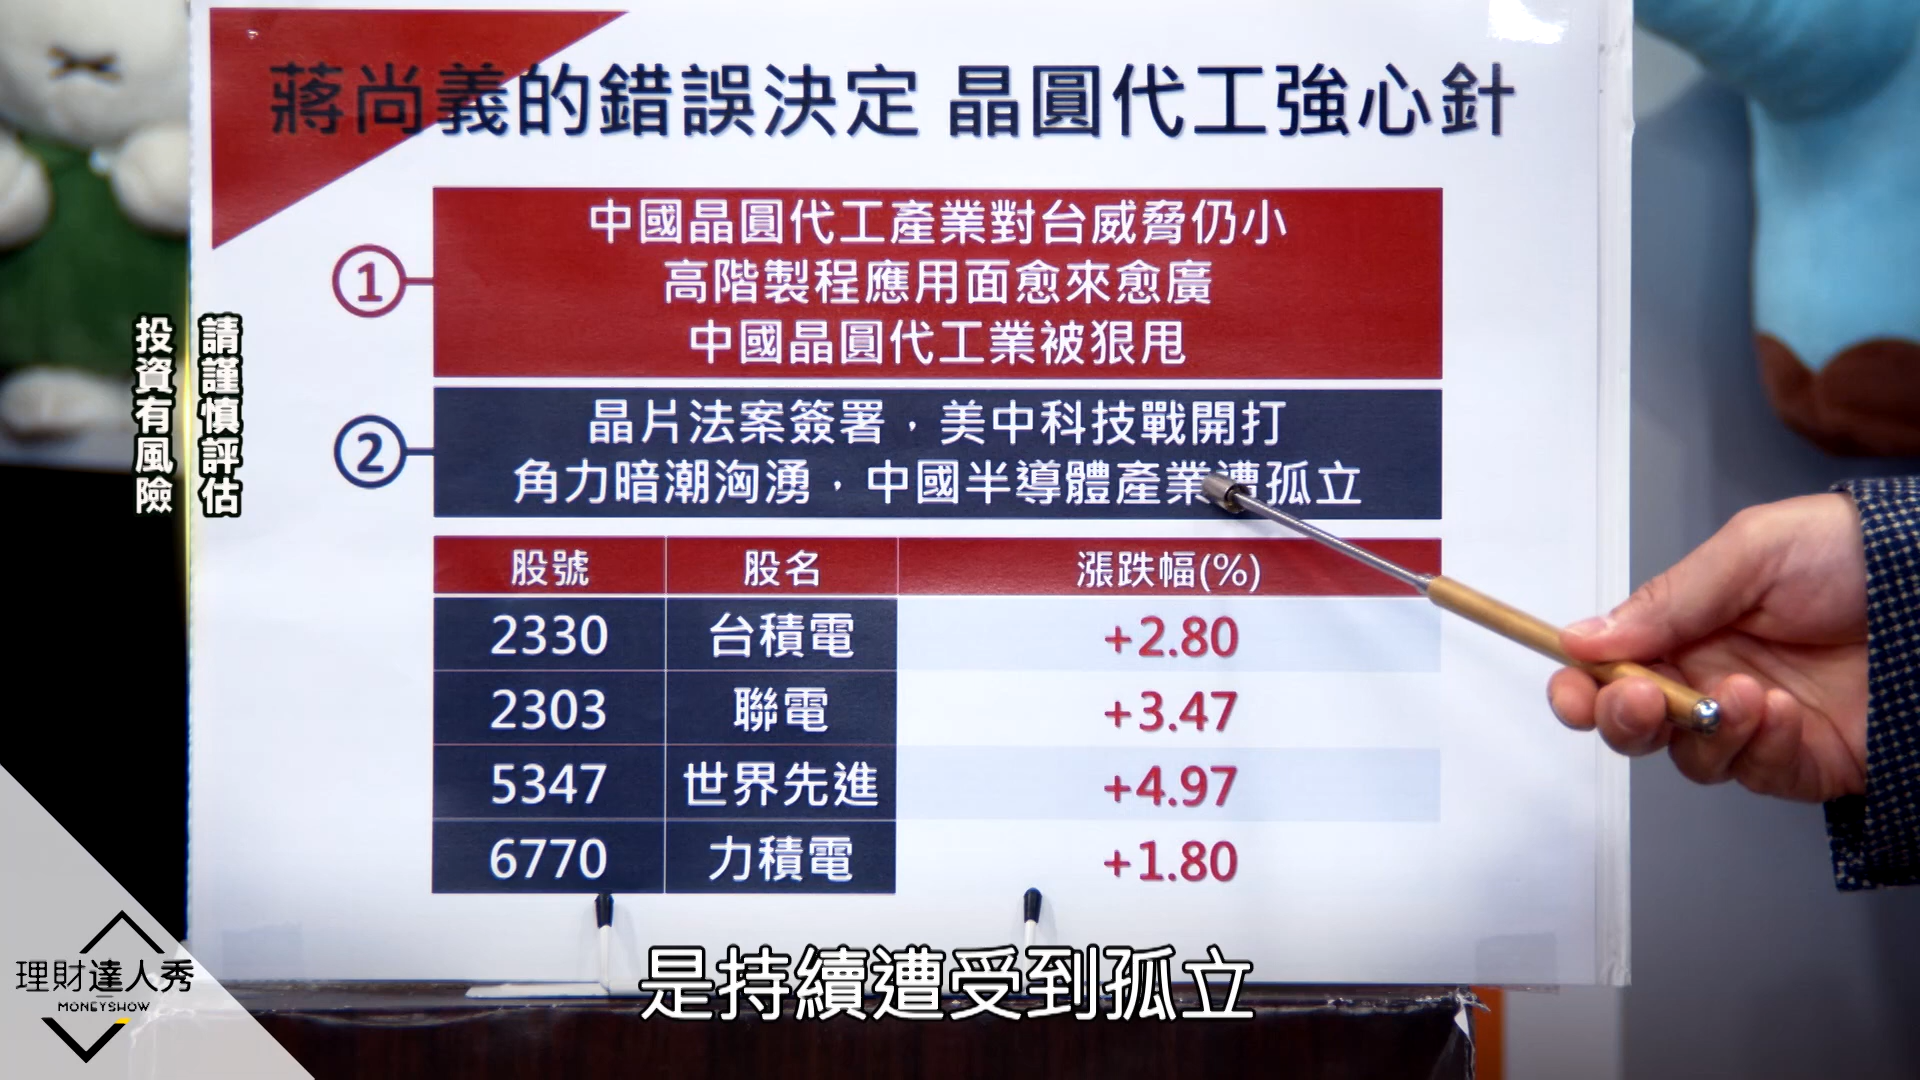 蔣尚義的錯誤決定 晶圓代工強心針
1
中國晶圓代工產業對台威脅仍小
高階製程應用面愈來愈廣
中國晶圓代工業被狠甩
2
晶片法案簽署，美中科技戰開打
角力暗潮洶湧，中國半導體產業遭孤立
股號 股名 漲跌幅(%)
2330 台積電 +2.80
2303 聯電 +3.47
5347 世界先進 +4.97
6770 力積電 +1.80
請謹慎評估
投資有風險
理財達人秀
MONEYSHOW
是持續遭受到孤立